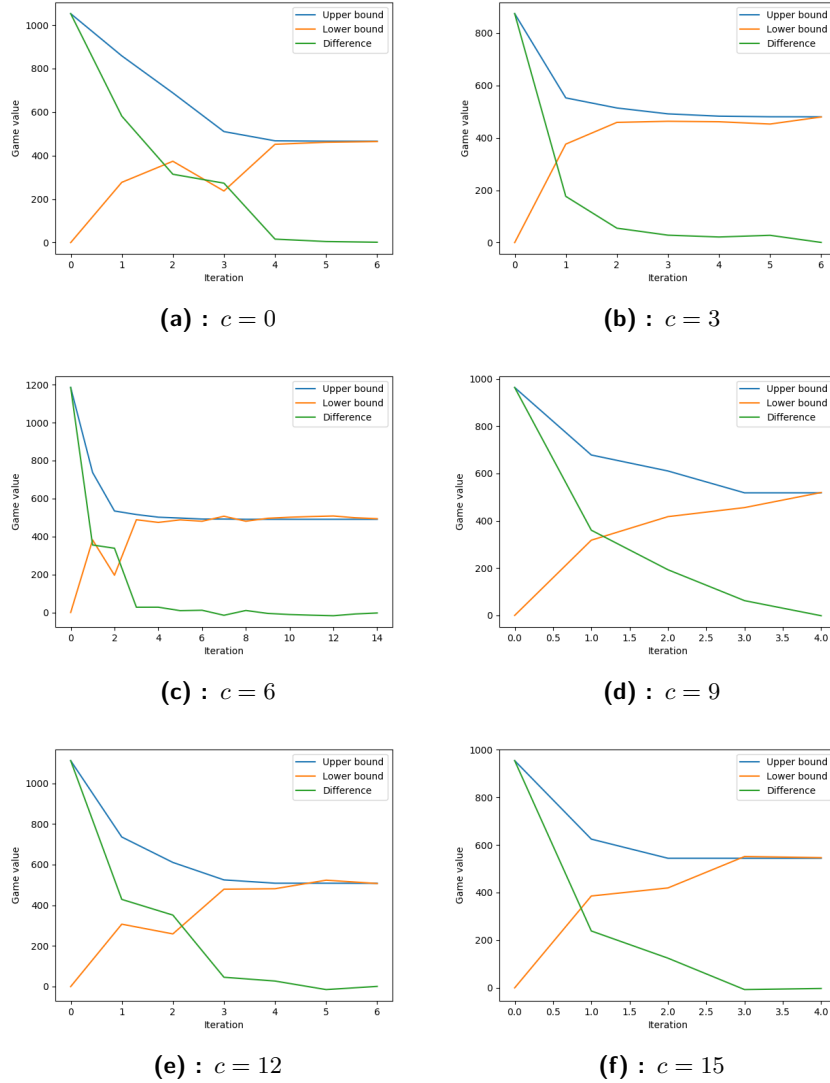 Upper bound
Lower bound
Difference
Game value
1000
800
600
400
200
0
0 1 2 3 4 5 6
Iteration
(a) : c = 0
Upper bound
Lower bound
Difference
Game value
800
600
400
200
0
0 1 2 3 4 5 6
Iteration
(b) : c = 3
Upper bound
Lower bound
Difference
Game value
1200
1000
800
600
400
200
0
0 2 4 6 8 10 12 14
Iteration
(c) : c = 6
Upper bound
Lower bound
Difference
Game value
1000
800
600
400
200
0
0.0 0.5 1.0 1.5 2.0 2.5 3.0 3.5 4.0
Iteration
(d) : c = 9
Upper bound
Lower bound
Difference
Game value
1000
800
600
400
200
0
0 1 2 3 4 5 6
Iteration
(e) : c = 12
Upper bound
Lower bound
Difference
Game value
1000
800
600
400
200
0
0.0 0.5 1.0 1.5 2.0 2.5 3.0 3.5 4.0
Iteration
(f) : c = 15